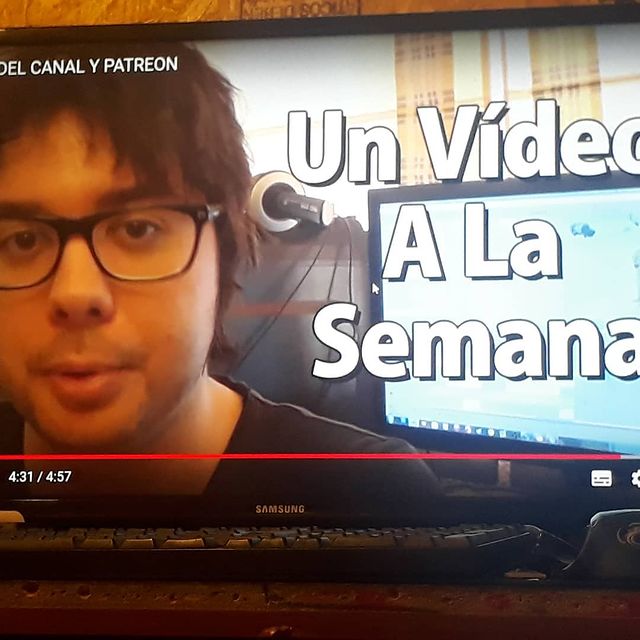 DEL CANAL Y PATREON
Un Vídeo
A La
Semana
4:31 / 4:57
SAMSUNG